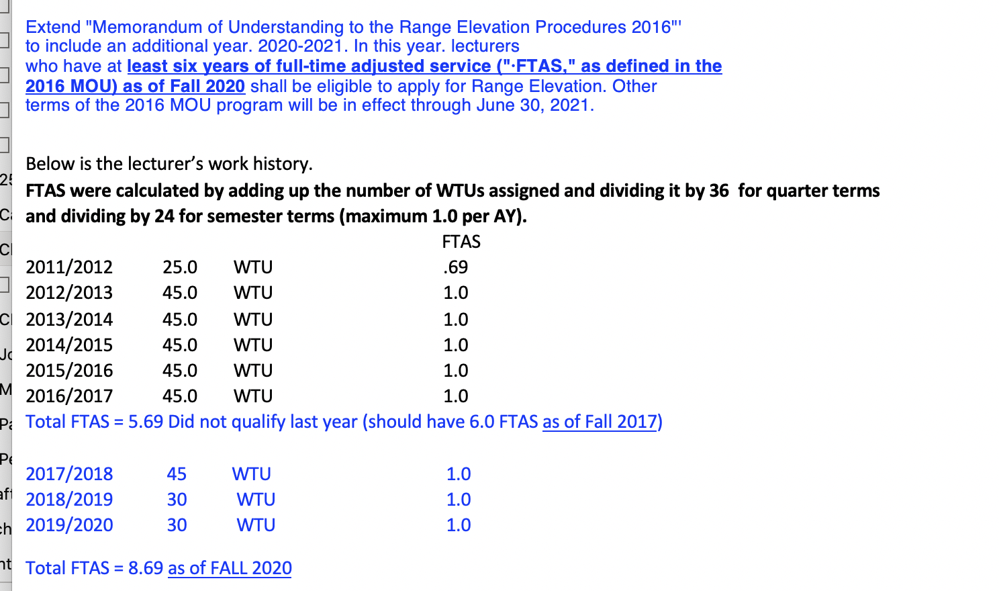 Extend "Memorandum of Understanding to the Range Elevation Procedures 2016"'
to include an additional year. 2020-2021. In this year. lecturers
who have at least six years of full-time adjusted service ("·FTAS," as defined in the
2016 MOU) as of Fall 2020 shall be eligible to apply for Range Elevation. Other
terms of the 2016 MOU program will be in effect through June 30, 2021.
Below is the lecturer’s work history.
FTAS were calculated by adding up the number of WTUs assigned and dividing it by 36  for quarter terms
and dividing by 24 for semester terms (maximum 1.0 per AY).
FTAS
2011/2012 25.0 WTU .69
2012/2013 45.0 WTU 1.0
2013/2014 45.0 WTU 1.0
2014/2015 45.0 WTU 1.0
2015/2016 45.0 WTU 1.0
2016/2017 45.0 WTU 1.0
Total FTAS = 5.69 Did not qualify last year (should have 6.0 FTAS as of Fall 2017)
2017/2018 45 WTU 1.0
2018/2019 30 WTU 1.0
2019/2020 30 WTU 1.0
Total FTAS = 8.69 as of FALL 2020